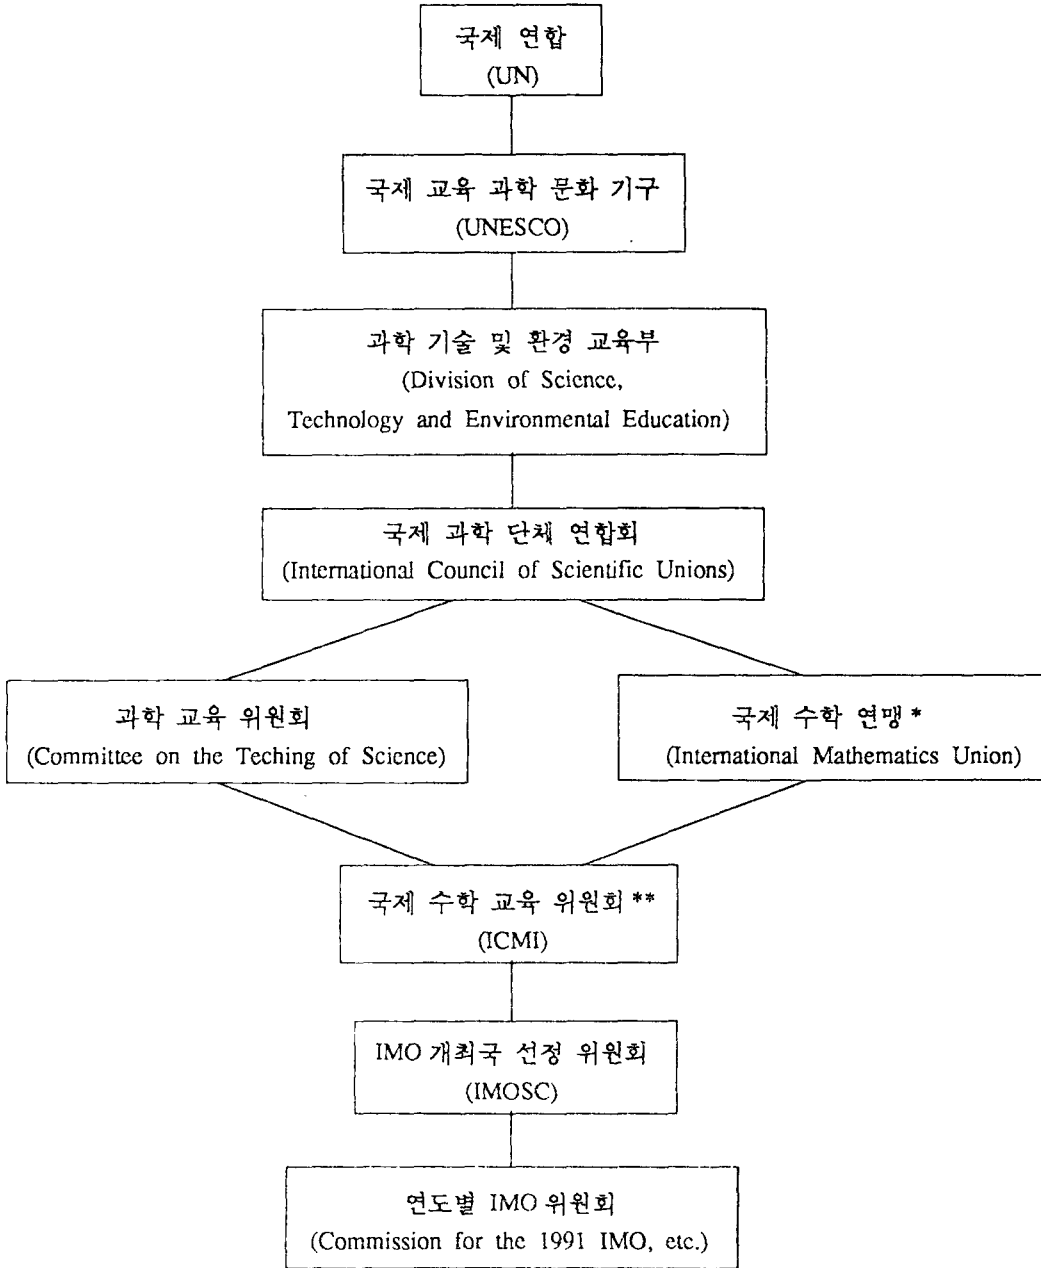 국제 연합
(UN)
국제 교육 과학 문화 기구
(UNESCO)
과학 기술 및 환경 교육부
(Division of Science,
Technology and Environmental Education)
국제 과학 단체 연합회
(International Council of Scientific Unions)
과학 교육 위원회
(Committee on the Teching of Science)
국제 수학 연맹 *
(International Mathematics Union)
국제 수학 교육 위원회 **
(ICMI)
IMO 개최국 선정 위원회
(IMOSC)
연도별 IMO 위원회
(Commission for the 1991 IMO, etc.)